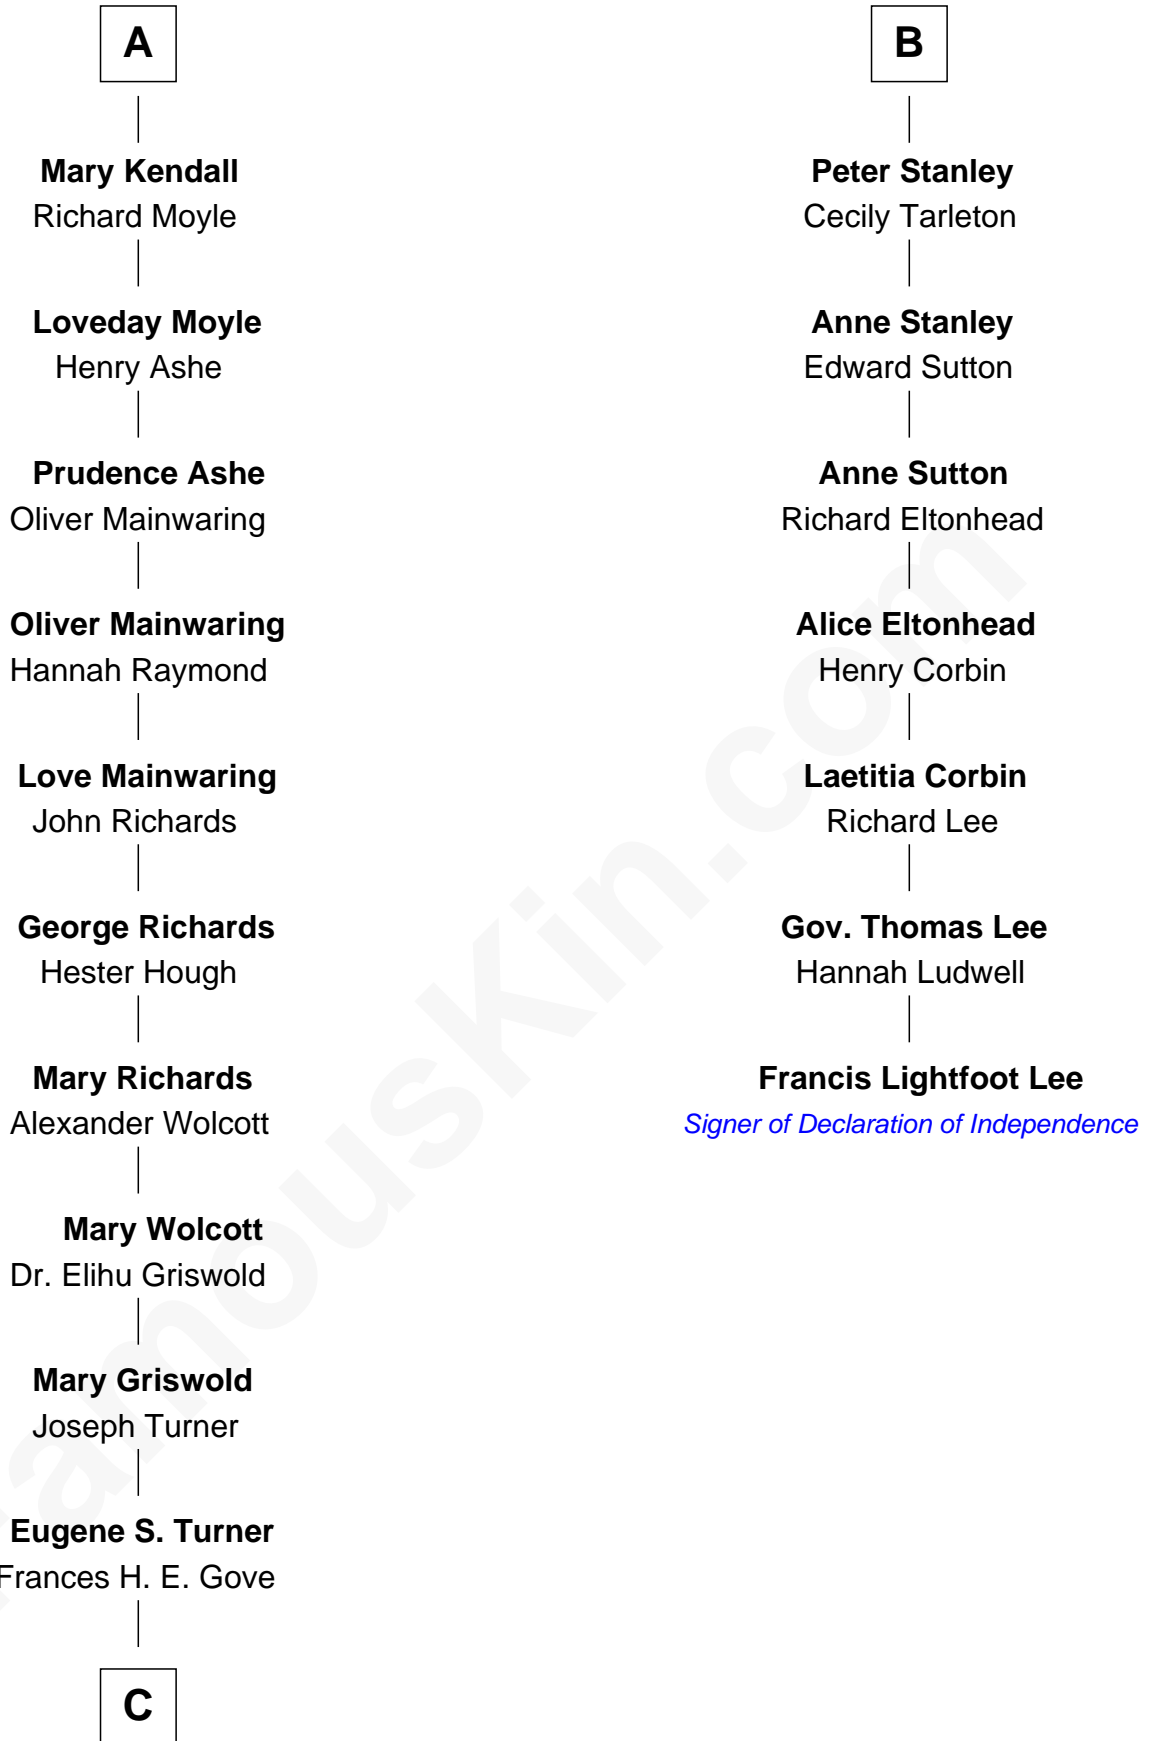 A
Mary Kendall
Richard Moyle
Loveday Moyle
Henry Ashe
Prudence Ashe
Oliver Mainwaring
Oliver Mainwaring
Hannah Raymond
Love Mainwaring
John Richards
George Richards
Hester Hough
Mary Richards
Alexander Wolcott
Mary Wolcott
Dr. Elihu Griswold
Mary Griswold
Joseph Turner
Eugene S. Turner
Frances H. E. Gove
C
B
Peter Stanley
Cecily Tarleton
Anne Stanley
Edward Sutton
Anne Sutton
Richard Eltonhead
Alice Eltonhead
Henry Corbin
Laetitia Corbin
Richard Lee
Gov. Thomas Lee
Hannah Ludwell
Francis Lightfoot Lee
Signer of Declaration of Independence
FamousKin.com